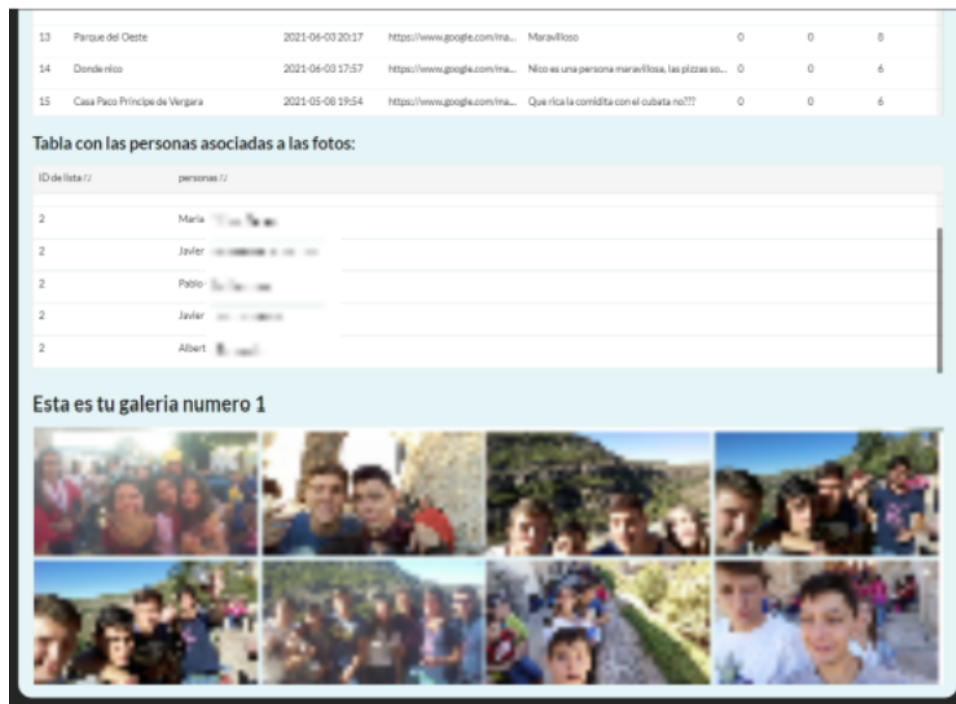 13 Parque del Oeste 2021-06-03 20:17 https://www.google.com/ma... Maravilloso 0 0 8
14 Donde nico 2021-06-03 17:57 https://www.google.com/ma... Nico es una persona maravillosa, las pizzas so... 0 0 6
15 Casa Paco Príncipe de Vergara 2021-05-08 19:54 https://www.google.com/ma... Que rica la comidita con el cubata no??? 0 0 6
Tabla con las personas asociadas a las fotos:
ID de lista personas
2 Maria
2 Javier
2 Pablo
2 Javier
2 Albert
Esta es tu galeria numero 1